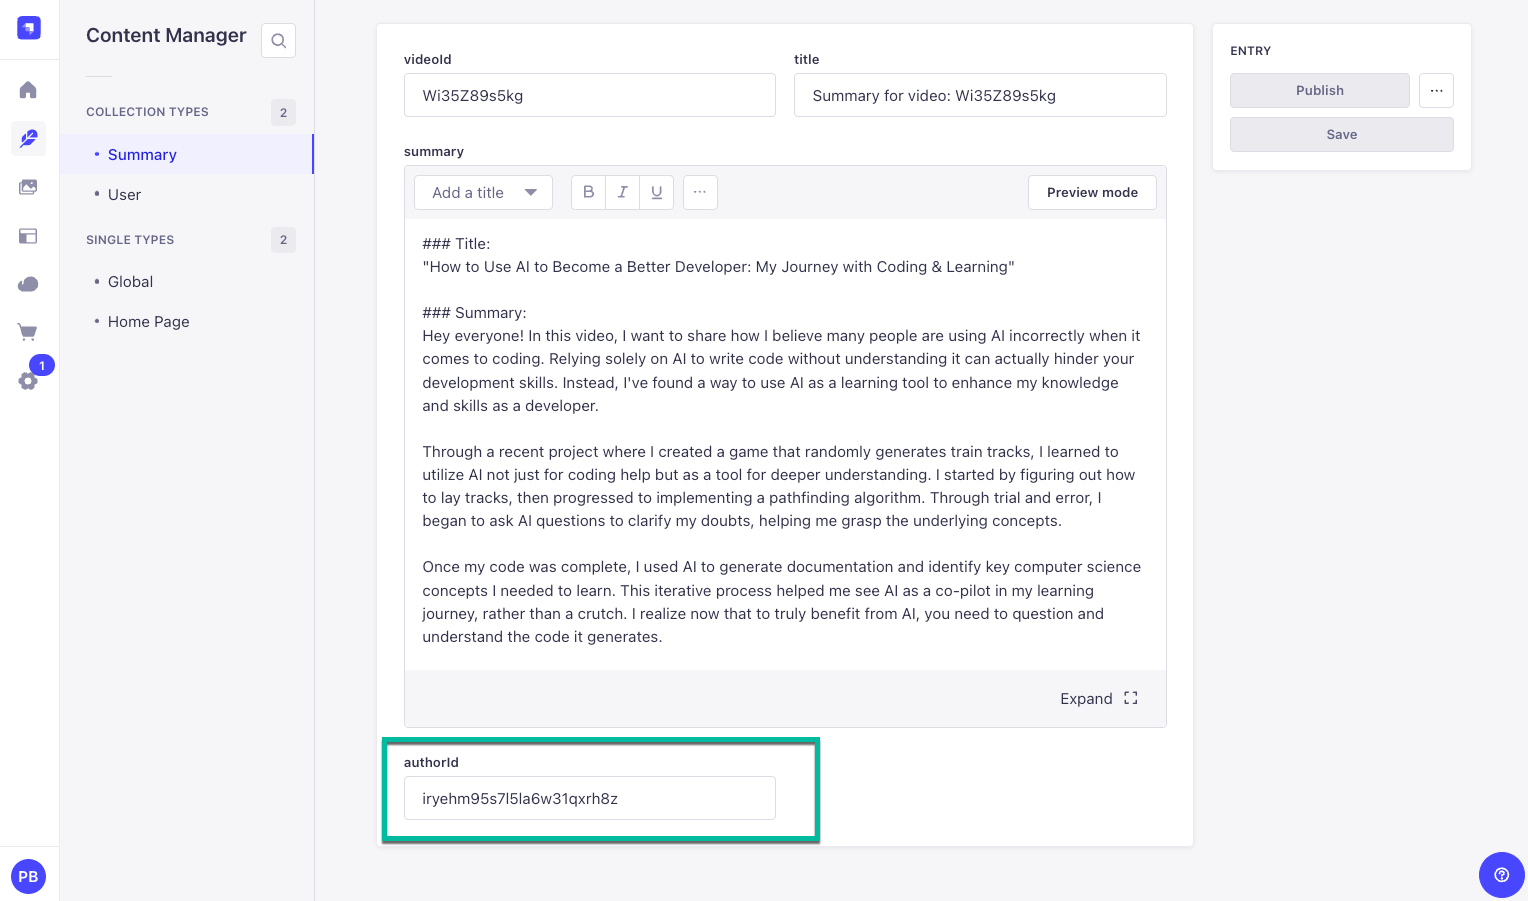 Content Manager
COLLECTION TYPES
2
Summary
User
SINGLE TYPES
2
Global
Home Page
1
PB
videoId
Wi35Z89s5kg
title
Summary for video: Wi35Z89s5kg
summary
Add a title
B
I
U
Preview mode
### Title:
"How to Use AI to Become a Better Developer: My Journey with Coding & Learning"
### Summary:
Hey everyone! In this video, I want to share how I believe many people are using AI incorrectly when it
comes to coding. Relying solely on AI to write code without understanding it can actually hinder your
development skills. Instead, I've found a way to use AI as a learning tool to enhance my knowledge
and skills as a developer.
Through a recent project where I created a game that randomly generates train tracks, I learned to
utilize AI not just for coding help but as a tool for deeper understanding. I started by figuring out how
to lay tracks, then progressed to implementing a pathfinding algorithm. Through trial and error, I
began to ask AI questions to clarify my doubts, helping me grasp the underlying concepts.
Once my code was complete, I used AI to generate documentation and identify key computer science
concepts I needed to learn. This iterative process helped me see AI as a co-pilot in my learning
journey, rather than a crutch. I realize now that to truly benefit from AI, you need to question and
understand the code it generates.
Expand
authorId
iryehm95s7l5la6w31qxrh8z
ENTRY
Publish
Save